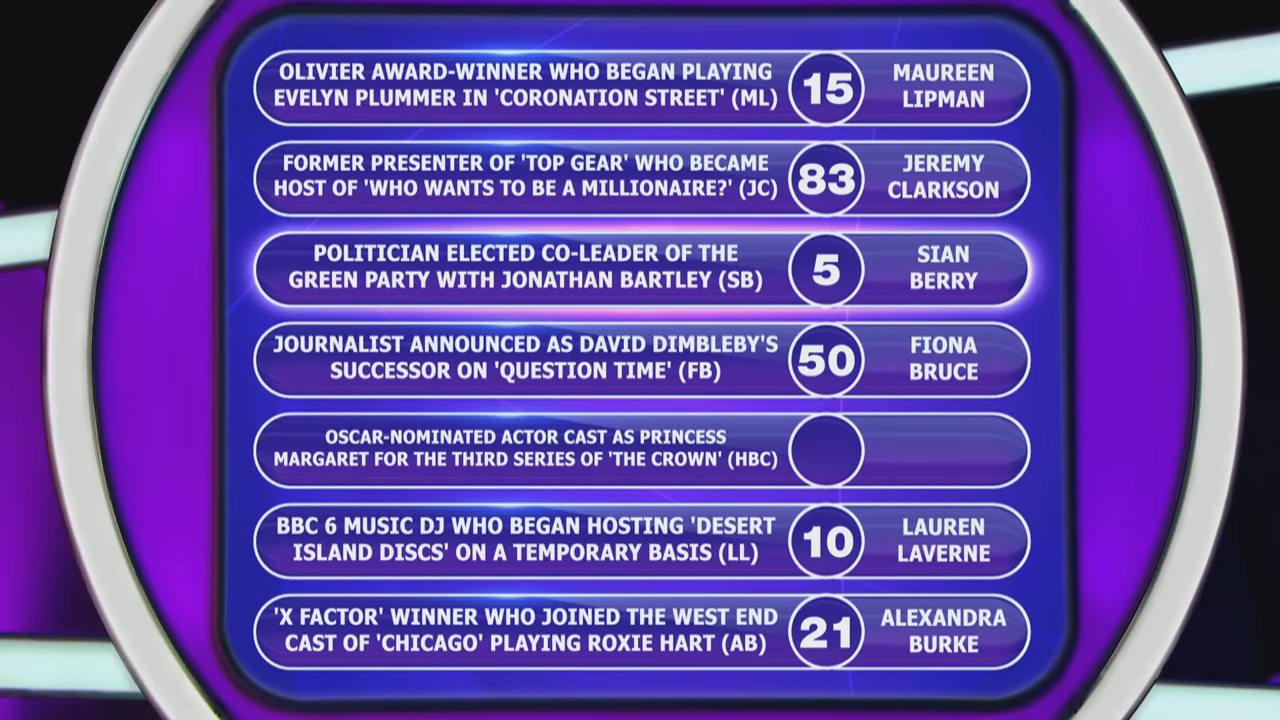 OLIVIER AWARD-WINNER WHO BEGAN PLAYING
EVELYN PLUMMER IN 'CORONATION STREET' (ML)
15
MAUREEN
LIPMAN
FORMER PRESENTER OF 'TOP GEAR' WHO BECAME
HOST OF 'WHO WANTS TO BE A MILLIONAIRE?' (JC)
83
JEREMY
CLARKSON
POLITICIAN ELECTED CO-LEADER OF THE
GREEN PARTY WITH JONATHAN BARTLEY (SB)
5
SIAN
BERRY
JOURNALIST ANNOUNCED AS DAVID DIMBLEBY'S
SUCCESSOR ON 'QUESTION TIME' (FB)
50
FIONA
BRUCE
OSCAR-NOMINATED ACTOR CAST AS PRINCESS
MARGARET FOR THE THIRD SERIES OF 'THE CROWN' (HBC)
BBC 6 MUSIC DJ WHO BEGAN HOSTING 'DESERT
ISLAND DISCS' ON A TEMPORARY BASIS (LL)
10
LAUREN
LAVERNE
'X FACTOR' WINNER WHO JOINED THE WEST END
CAST OF 'CHICAGO' PLAYING ROXIE HART (AB)
21
ALEXANDRA
BURKE